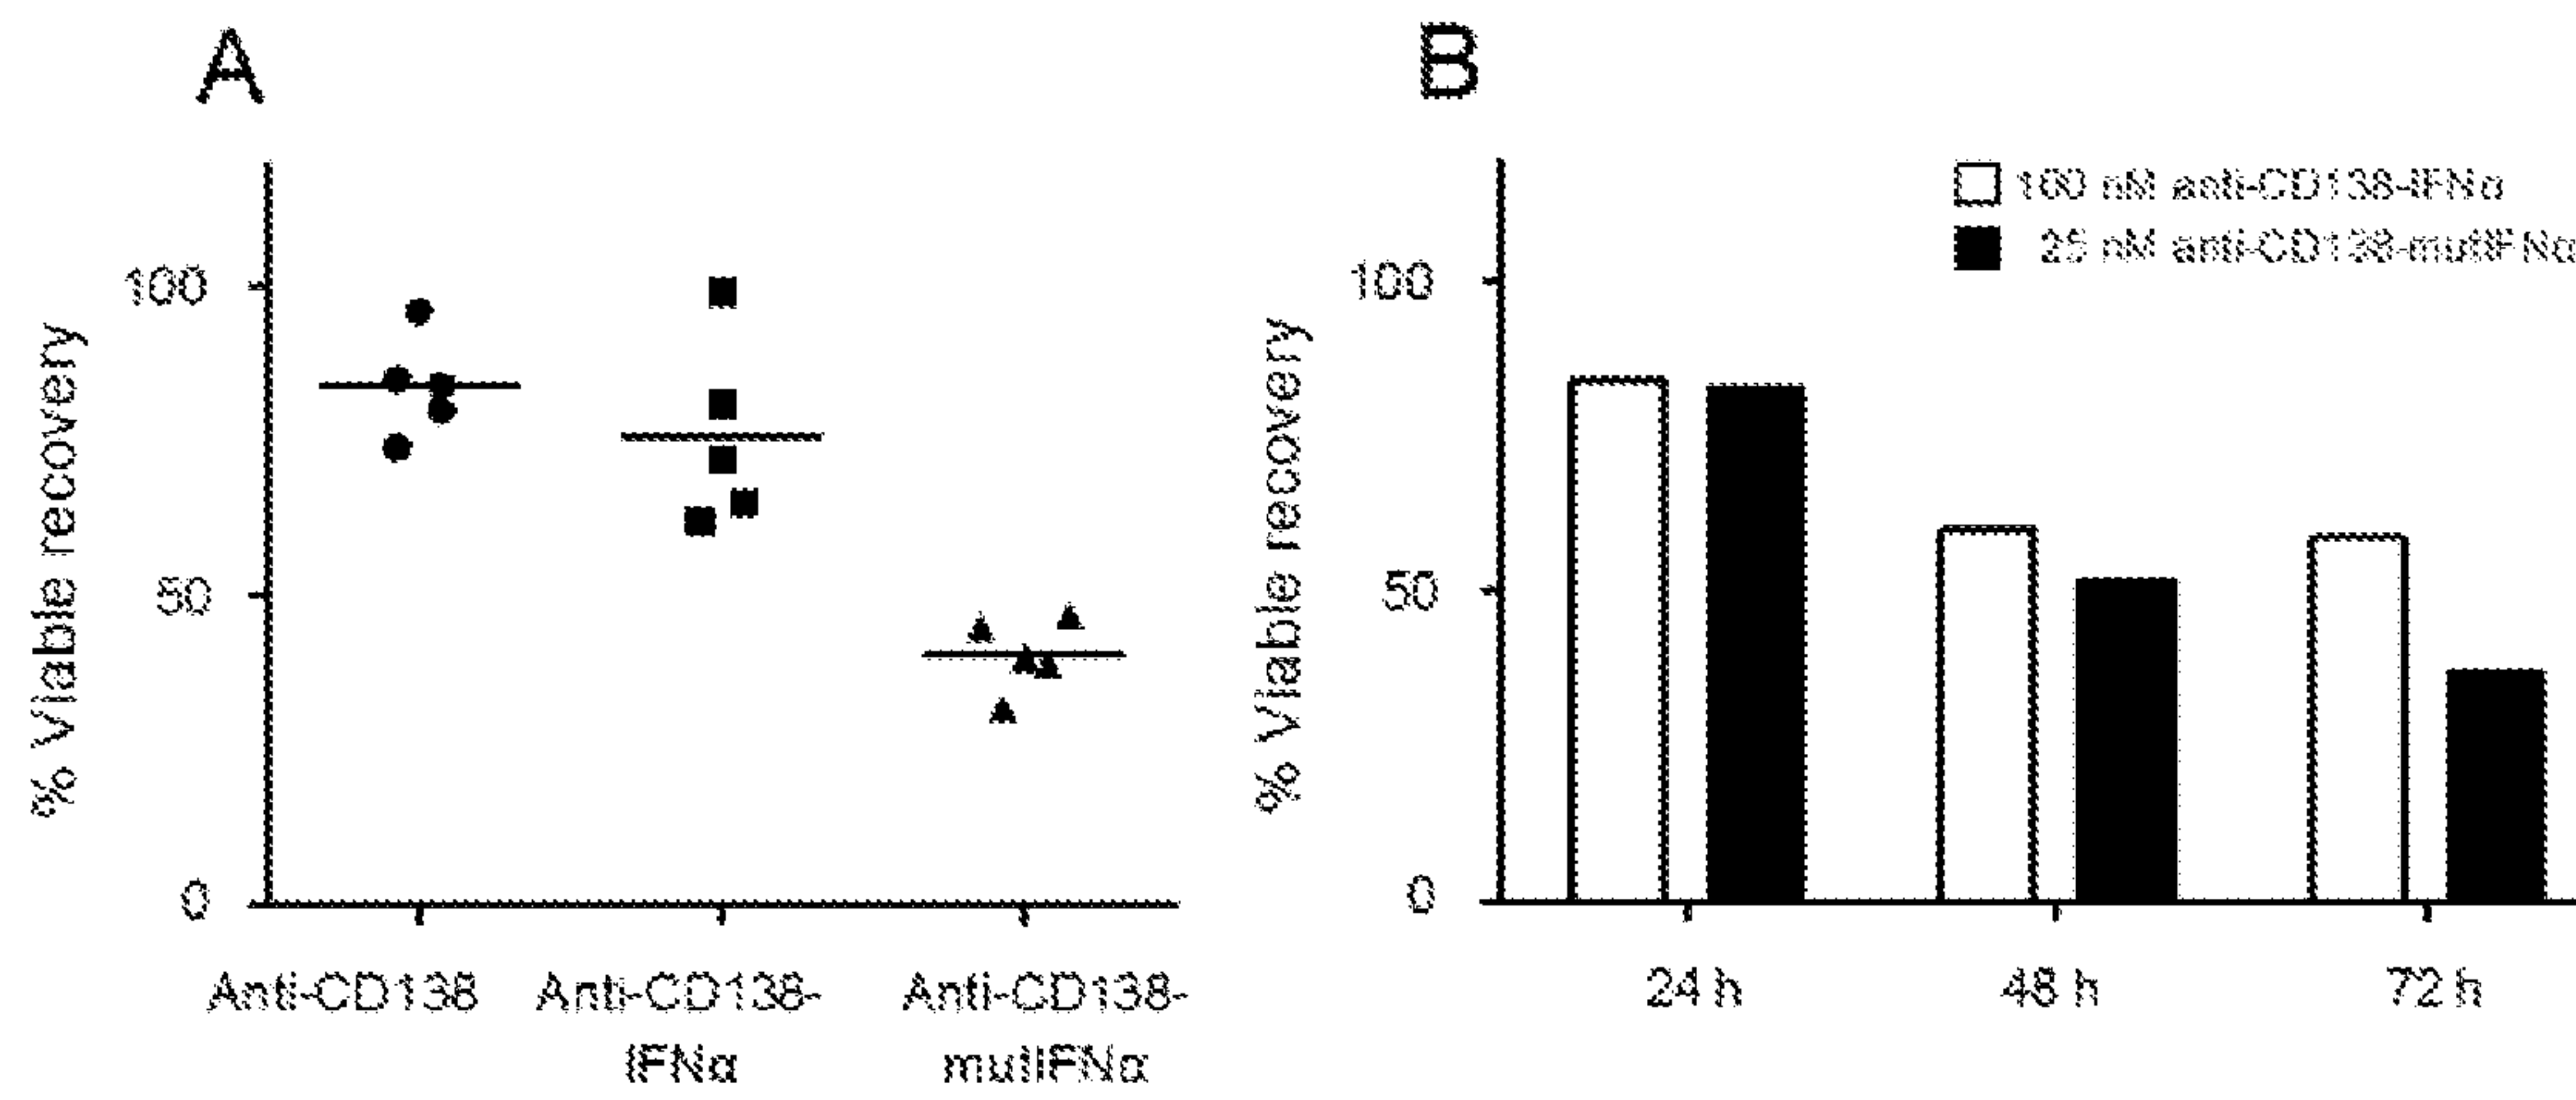 A
% Viable recovery
100
50
0
Anti-CD138
Anti-CD138-
IFNα
Anti-CD138-
mutIFNα
B
100 nM anti-CD138-IFNα
25 nM anti-CD138-mutIFNα
% Viable recovery
100
50
0
24 h
48 h
72 h